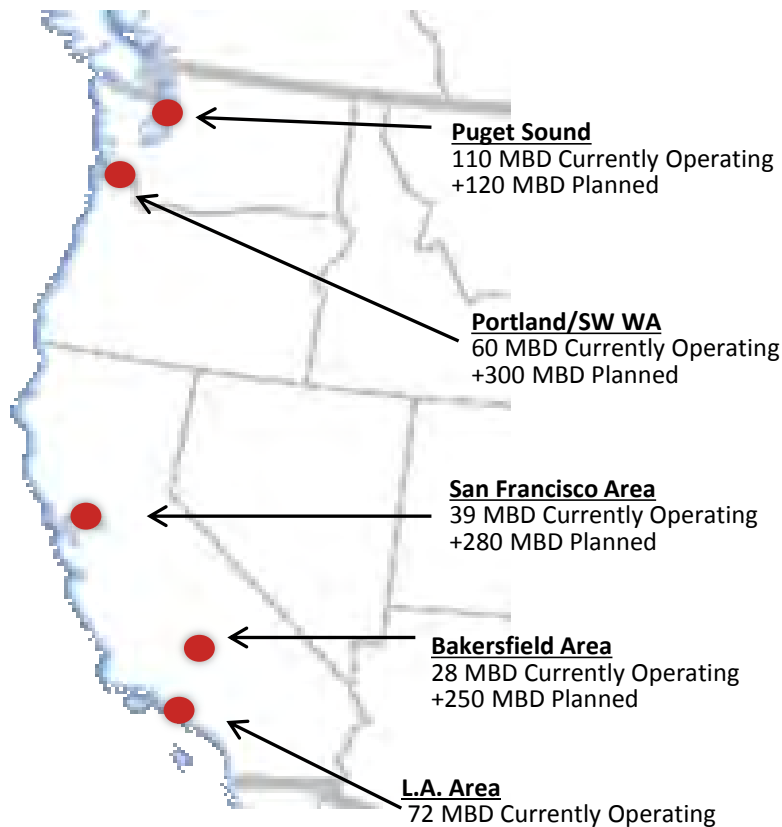 Puget Sound
110 MBD Currently Operating
+120 MBD Planned
Portland/SW WA
60 MBD Currently Operating
+300 MBD Planned
San Francisco Area
39 MBD Currently Operating
+280 MBD Planned
Bakersfield Area
28 MBD Currently Operating
+250 MBD Planned
L.A. Area
72 MBD Currently Operating